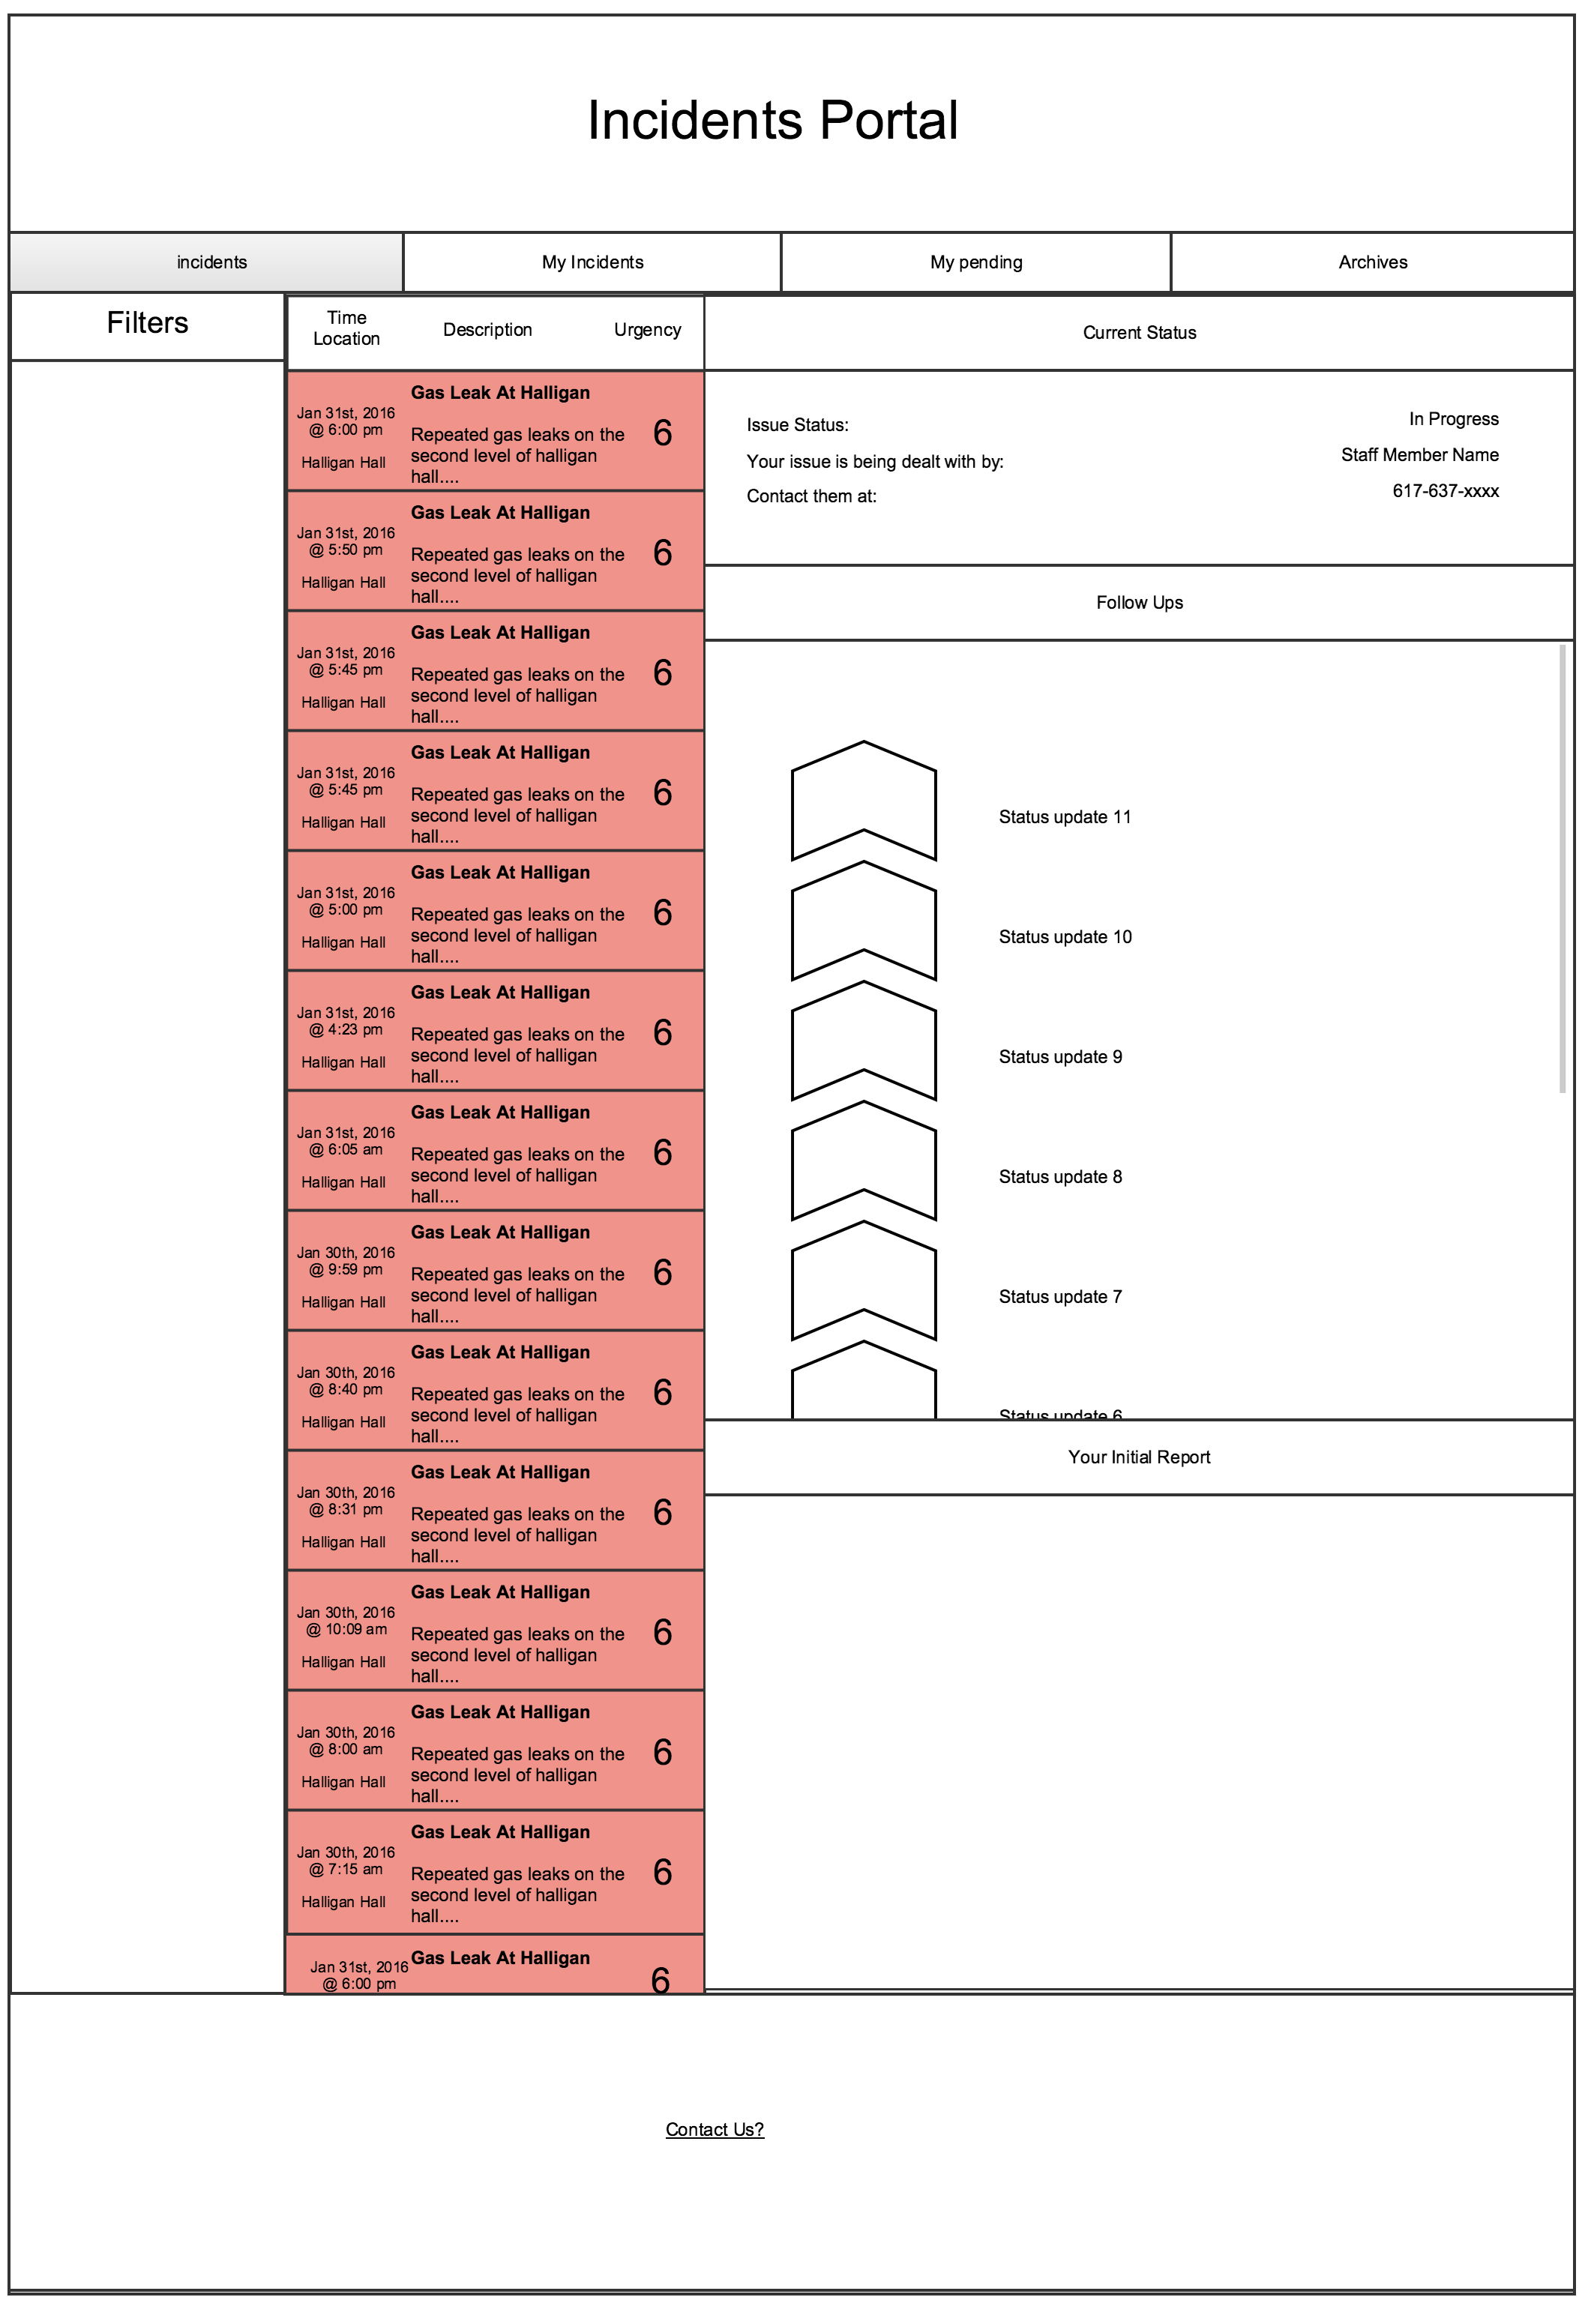 Incidents Portal
incidents
My Incidents
My pending
Archives
Filters
Time
Location
Description
Urgency
Jan 31st, 2016
@ 6:00 pm
Halligan Hall
Gas Leak At Halligan
Repeated gas leaks on the
second level of halligan
hall....
6
Jan 31st, 2016
@ 5:50 pm
Halligan Hall
Gas Leak At Halligan
Repeated gas leaks on the
second level of halligan
hall....
6
Jan 31st, 2016
@ 5:45 pm
Halligan Hall
Gas Leak At Halligan
Repeated gas leaks on the
second level of halligan
hall....
6
Jan 31st, 2016
@ 5:45 pm
Halligan Hall
Gas Leak At Halligan
Repeated gas leaks on the
second level of halligan
hall....
6
Jan 31st, 2016
@ 5:00 pm
Halligan Hall
Gas Leak At Halligan
Repeated gas leaks on the
second level of halligan
hall....
6
Jan 31st, 2016
@ 4:23 pm
Halligan Hall
Gas Leak At Halligan
Repeated gas leaks on the
second level of halligan
hall....
6
Jan 31st, 2016
@ 6:05 am
Halligan Hall
Gas Leak At Halligan
Repeated gas leaks on the
second level of halligan
hall....
6
Jan 30th, 2016
@ 9:59 pm
Halligan Hall
Gas Leak At Halligan
Repeated gas leaks on the
second level of halligan
hall....
6
Jan 30th, 2016
@ 8:40 pm
Halligan Hall
Gas Leak At Halligan
Repeated gas leaks on the
second level of halligan
hall....
6
Jan 30th, 2016
@ 8:31 pm
Halligan Hall
Gas Leak At Halligan
Repeated gas leaks on the
second level of halligan
hall....
6
Jan 30th, 2016
@ 10:09 am
Halligan Hall
Gas Leak At Halligan
Repeated gas leaks on the
second level of halligan
hall....
6
Jan 30th, 2016
@ 8:00 am
Halligan Hall
Gas Leak At Halligan
Repeated gas leaks on the
second level of halligan
hall....
6
Jan 30th, 2016
@ 7:15 am
Halligan Hall
Gas Leak At Halligan
Repeated gas leaks on the
second level of halligan
hall....
6
Jan 31st, 2016
@ 6:00 pm
Gas Leak At Halligan
6
Current Status
Issue Status:
In Progress
Your issue is being dealt with by:
Staff Member Name
Contact them at:
617-637-xxxx
Follow Ups
Status update 11
Status update 10
Status update 9
Status update 8
Status update 7
Status update 6
Your Initial Report
Contact Us?